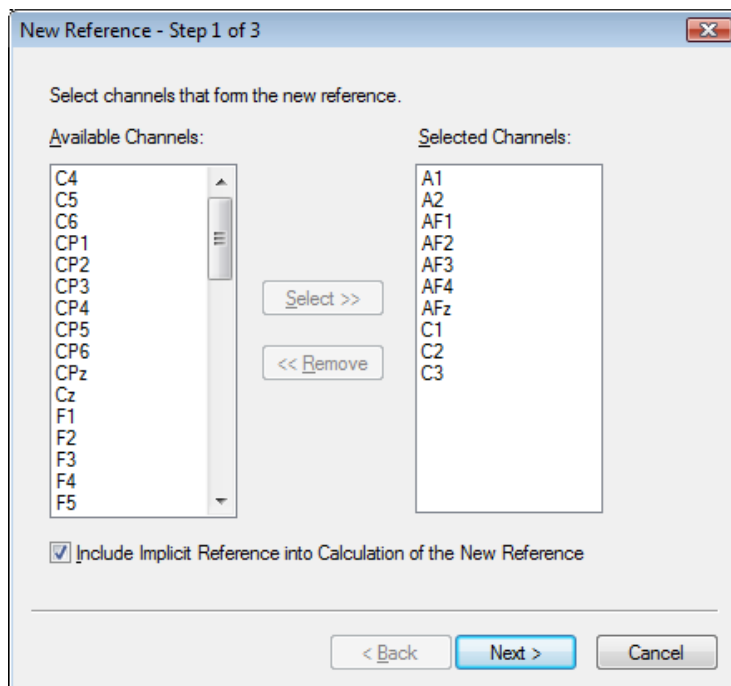 New Reference - Step 1 of 3
Select channels that form the new reference.
Available Channels:
Selected Channels:
C4
C5
C6
CP1
CP2
CP3
CP4
CP5
CP6
CPz
Cz
F1
F2
F3
F4
F5
Select >>
<< Remove
A1
A2
AF1
AF2
AF3
AF4
AFz
C1
C2
C3
Include Implicit Reference into Calculation of the New Reference
< Back
Next >
Cancel